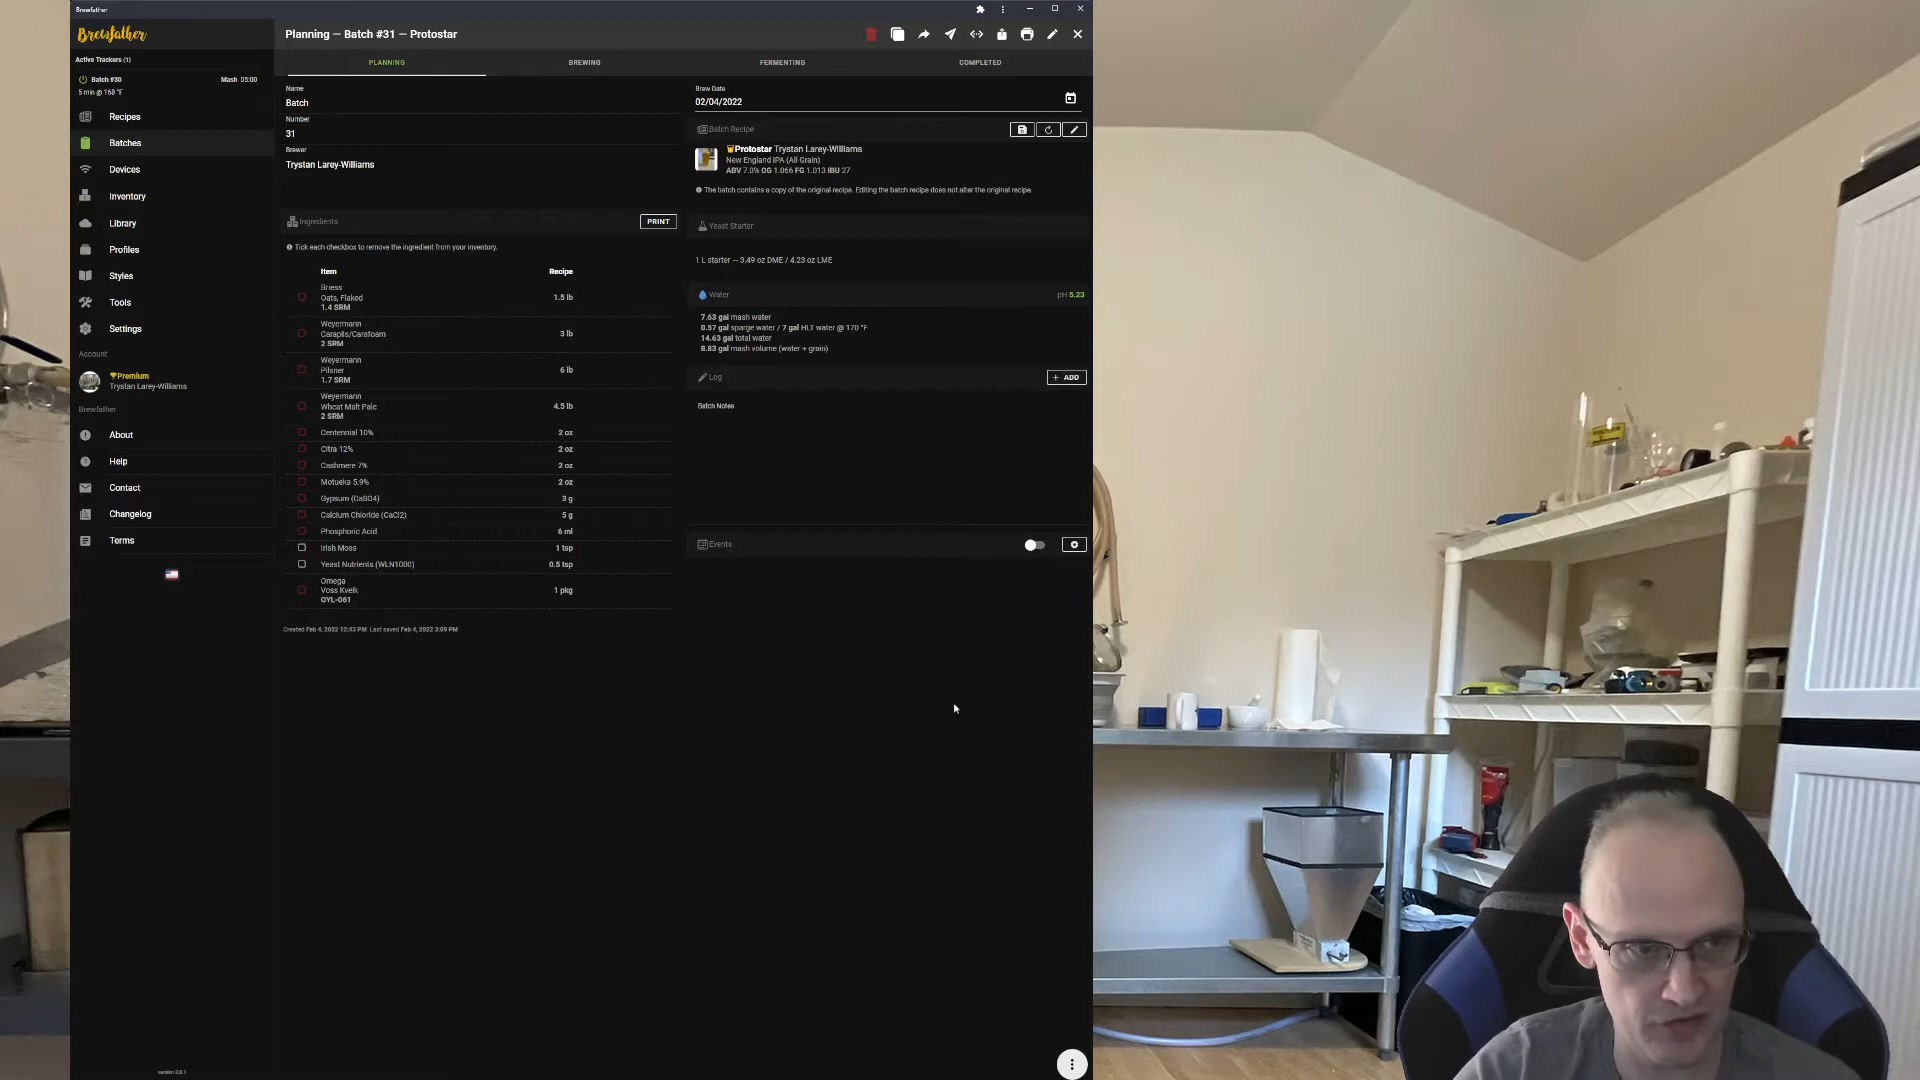 Brewfather
Brewfather
Active Trackers (1)
Batch #30 Mash 05:00
5 min @ 168 °F
Recipes
Batches
Devices
Inventory
Library
Profiles
Styles
Tools
Settings
Account
Premium
Trystan Larey-Williams
Brewfather
About
Help
Contact
Changelog
Terms
version 2.8.1
Planning — Batch #31 — Protostar
PLANNING BREWING FERMENTING COMPLETED
Name
Batch
Number
31
Brewer
Trystan Larey-Williams
Ingredients PRINT
Tick each checkbox to remove the ingredient from your inventory.
Item Recipe
Briess
Oats, Flaked 1.5 lb
1.4 SRM
Weyermann
Carapils/Carafoam 3 lb
2 SRM
Weyermann
Pilsner 6 lb
1.7 SRM
Weyermann
Wheat Malt Pale 4.5 lb
2 SRM
Centennial 10% 2 oz
Citra 12% 2 oz
Cashmere 7% 2 oz
Motueka 5.9% 2 oz
Gypsum (CaSO4) 3 g
Calcium Chloride (CaCl2) 5 g
Phosphoric Acid 6 ml
Irish Moss 1 tsp
Yeast Nutrients (WLN1000) 0.5 tsp
Omega
Voss Kveik 1 pkg
OYL-061
Created Feb 4, 2022 12:43 PM Last saved Feb 4, 2022 3:09 PM
Brew Date
02/04/2022
Batch Recipe
Protostar Trystan Larey-Williams
New England IPA (All Grain)
ABV 7.0% OG 1.066 FG 1.013 IBU 27
The batch contains a copy of the original recipe. Editing the batch recipe does not alter the original recipe.
Yeast Starter
1 L starter — 3.49 oz DME / 4.23 oz LME
Water pH 5.23
7.63 gal mash water
0.57 gal sparge water / 7 gal HLT water @ 170 °F
14.63 gal total water
8.83 gal mash volume (water + grain)
Log + ADD
Batch Notes
Events